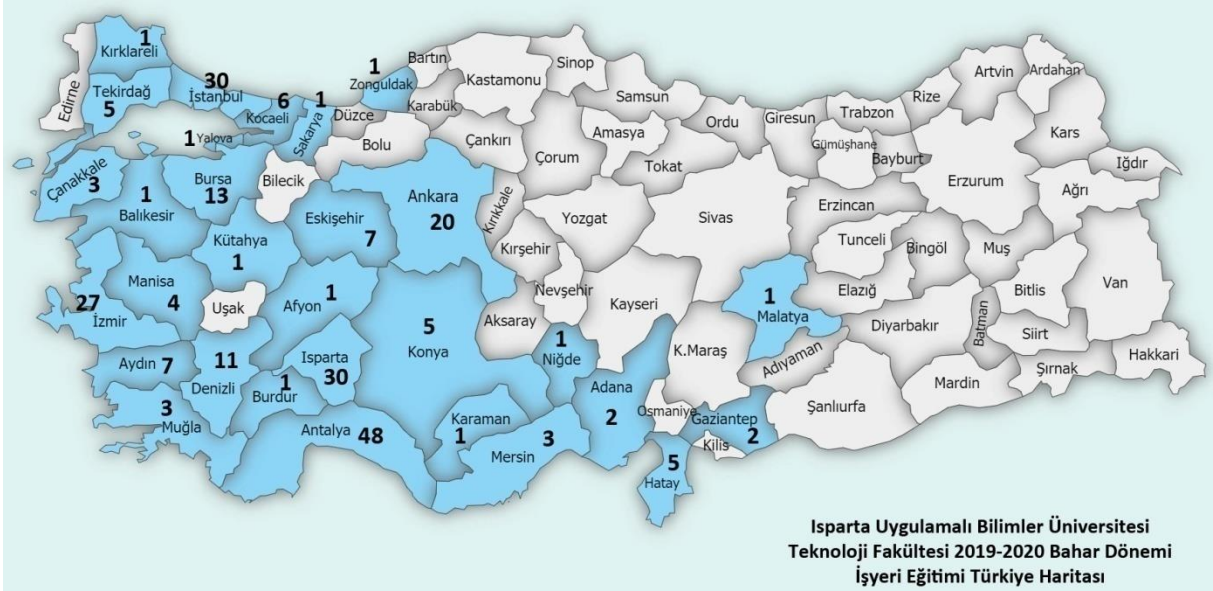 1
Kırklareli
Edirne
Tekirdağ
5
30
İstanbul
6
Kocaeli
1
Sakarya
1
Zonguldak
Bartın
Kastamonu
Sinop
Karabük
Düzce
Bolu
Çankırı
Samsun
Amasya
Çorum
Tokat
Ordu
Giresun
Trabzon
Gümüşhane
Bayburt
Rize
Artvin
Ardahan
Kars
Iğdır
Ağrı
Erzurum
Erzincan
1 Yalova
Çanakkale
3
1
Balıkesir
Bursa
13
Bilecik
Eskişehir
7
Ankara
20
Kırıkkale
Kırşehir
Yozgat
Sivas
Tunceli
Bingöl
Muş
Van
Bitlis
Elazığ
Kütahya
1
Manisa
4
Uşak
Afyon
1
27
İzmir
Aydın 7
11
Denizli
3
Muğla
1
Burdur
Isparta
30
5
Konya
Aksaray
Nevşehir
Kayseri
1
Niğde
1
Malatya
K.Maraş
Adıyaman
Diyarbakır
Batman
Siirt
Şırnak
Hakkari
Mardin
Şanlıurfa
Antalya 48
Karaman
1
Mersin
3
Adana
2
Osmaniye
Gaziantep
2
Kilis
5
Hatay
Isparta Uygulamalı Bilimler Üniversitesi
Teknoloji Fakültesi 2019-2020 Bahar Dönemi
İşyeri Eğitimi Türkiye Haritası